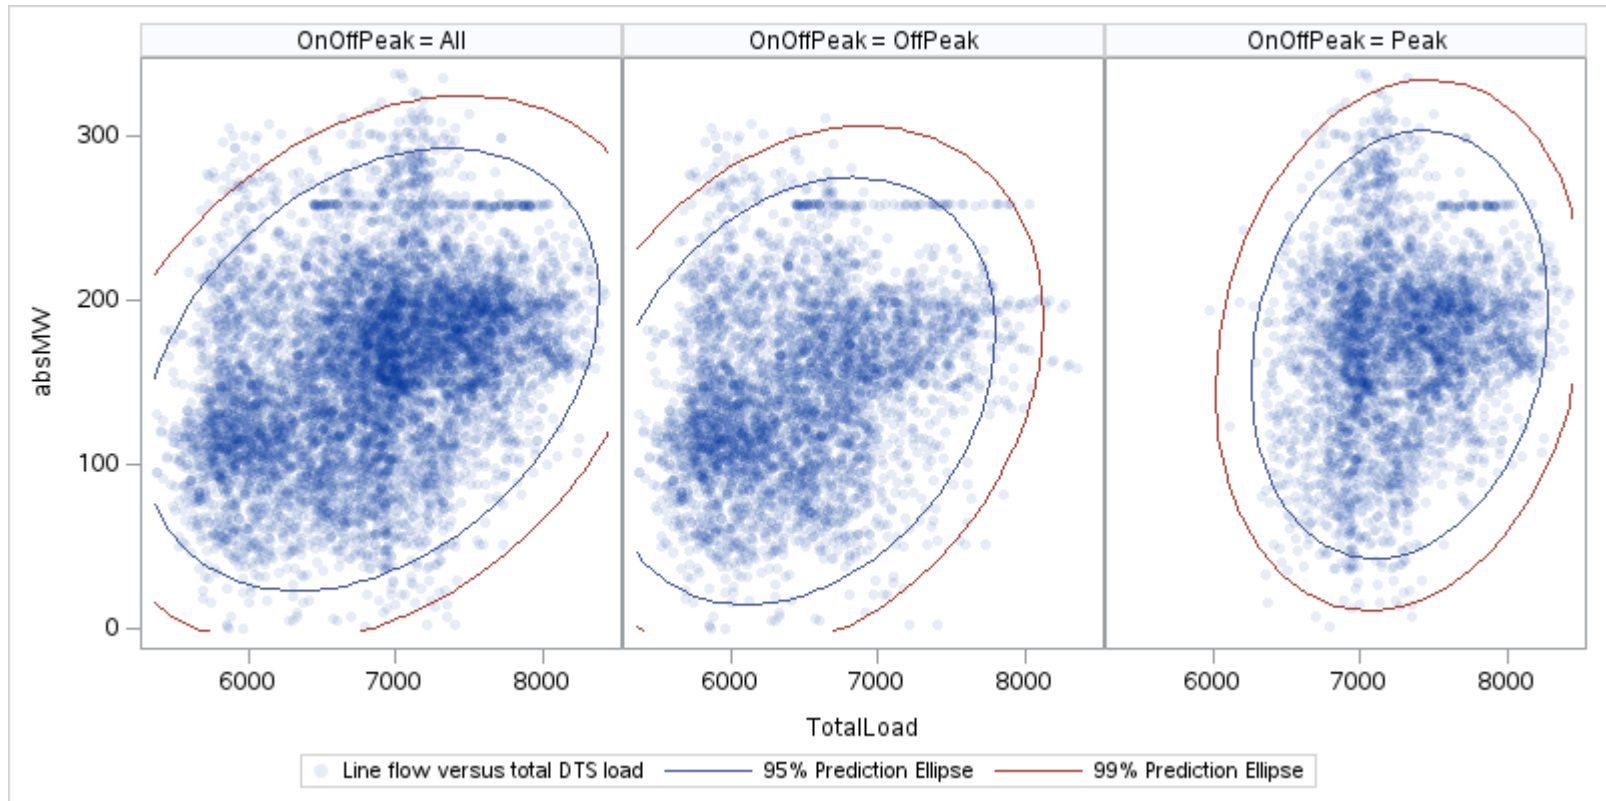 OnOffPeak = All
OnOffPeak = OffPeak
OnOffPeak = Peak
absMW
300
200
100
0
6000 7000 8000
6000 7000 8000
6000 7000 8000
TotalLoad
Line flow versus total DTS load
95% Prediction Ellipse
99% Prediction Ellipse